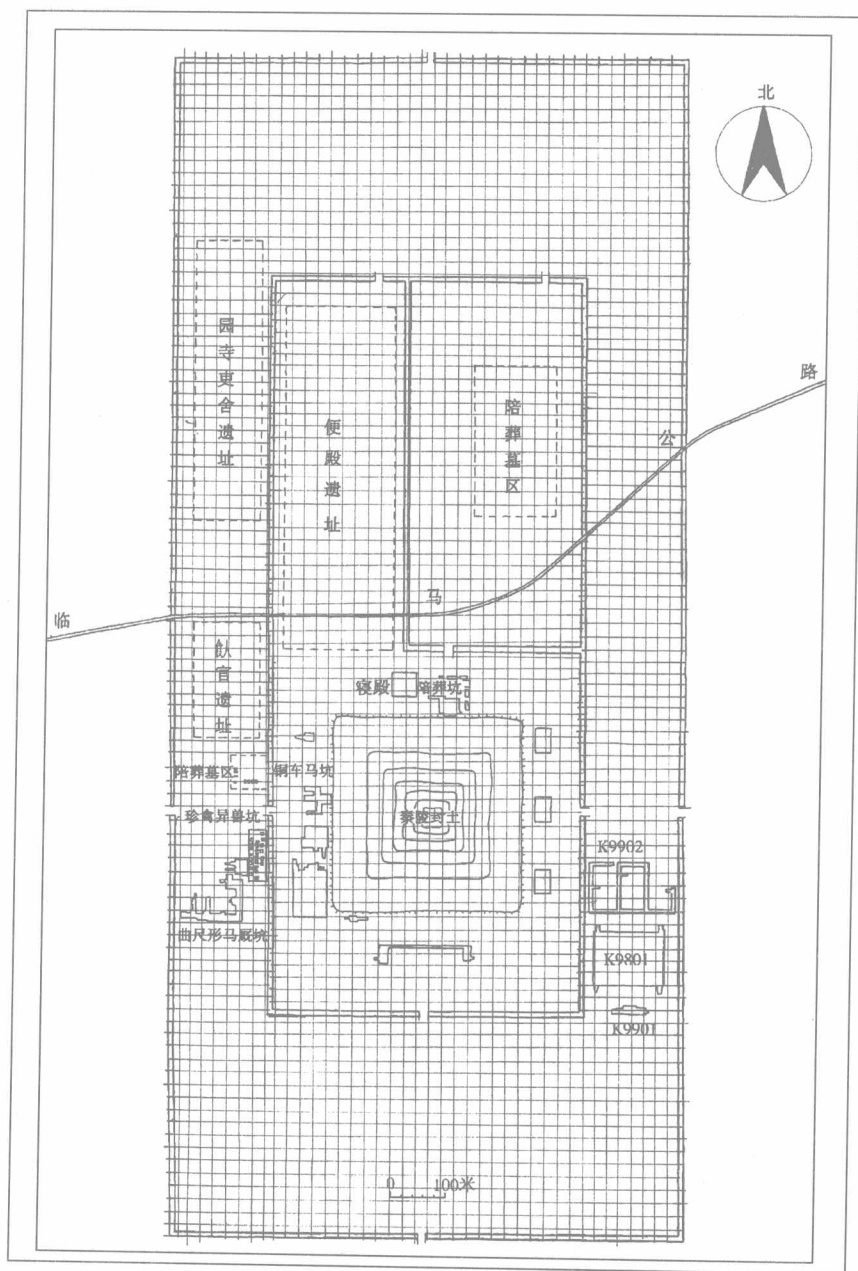 北
园寺吏舍遗址
便殿遗址
陪葬墓区
临
马
公
路
飤官遗址
寝殿
陪葬坑
陪葬墓区
铜车马坑
珍禽异兽坑
秦陵封土
K9902
曲尺形马厩坑
K9801
K9901
0 100米